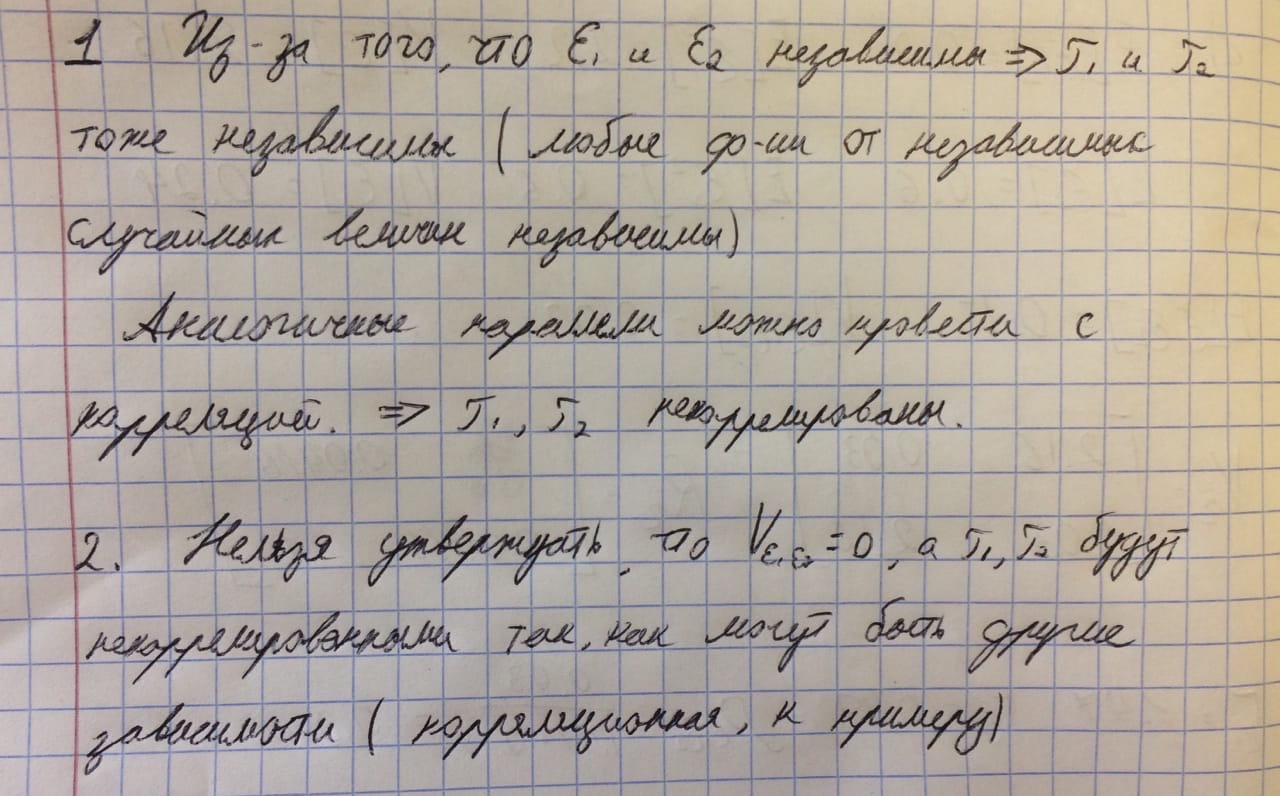 1 Из-за того, что ε₁ и ε₂ независимы => T₁ и T₂
тоже независимы (любые ф-ии от независимых
случайных величин независимы)
Аналогичные параллели можно провести с
корреляцией. => T₁, T₂ некоррелированы.
2. Нельзя утверждать, что V ε₁ε₂ = 0, а T₁, T₂ будут
некоррелированными так, как могут быть другие
зависимости (корреляционная, к примеру)